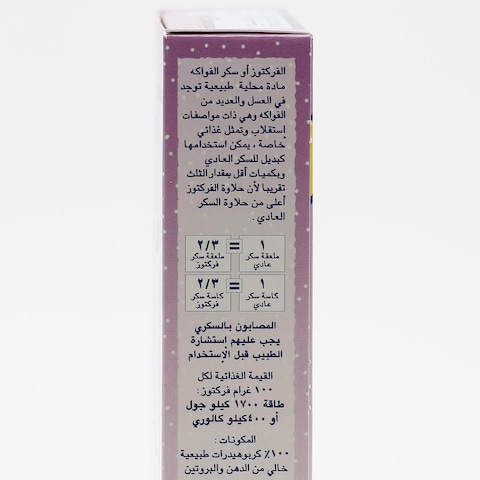 الفركتوز أو سكر الفواكه
مادة محلية طبيعية توجد
في العسل والعديد من
الفواكه وهي ذات مواصفات
إستقلاب وتمثل غذائي
خاصة ، يمكن استخدامها
كبديل للسكر العادي
وبكميات أقل بمقدار الثلث
تقريبا لأن حلاوة الفركتوز
أعلى من حلاوة السكر
العادي .
١ = ٢/٣
ملعقة سكر ملعقة سكر
عادي فركتوز
١ = ٢/٣
كاسة سكر كاسة سكر
عادي فركتوز
المصابون بالسكري
يجب عليهم إستشارة
الطبيب قبل الإستخدام
القيمة الغذائية لكل
١٠٠ غرام فركتوز :
طاقة ١٧٠٠ كيلو جول
أو ٤٠٠ كيلو كالوري
المكونات :
١٠٠٪ كربوهيدرات طبيعية
خالي من الدهن والبروتين